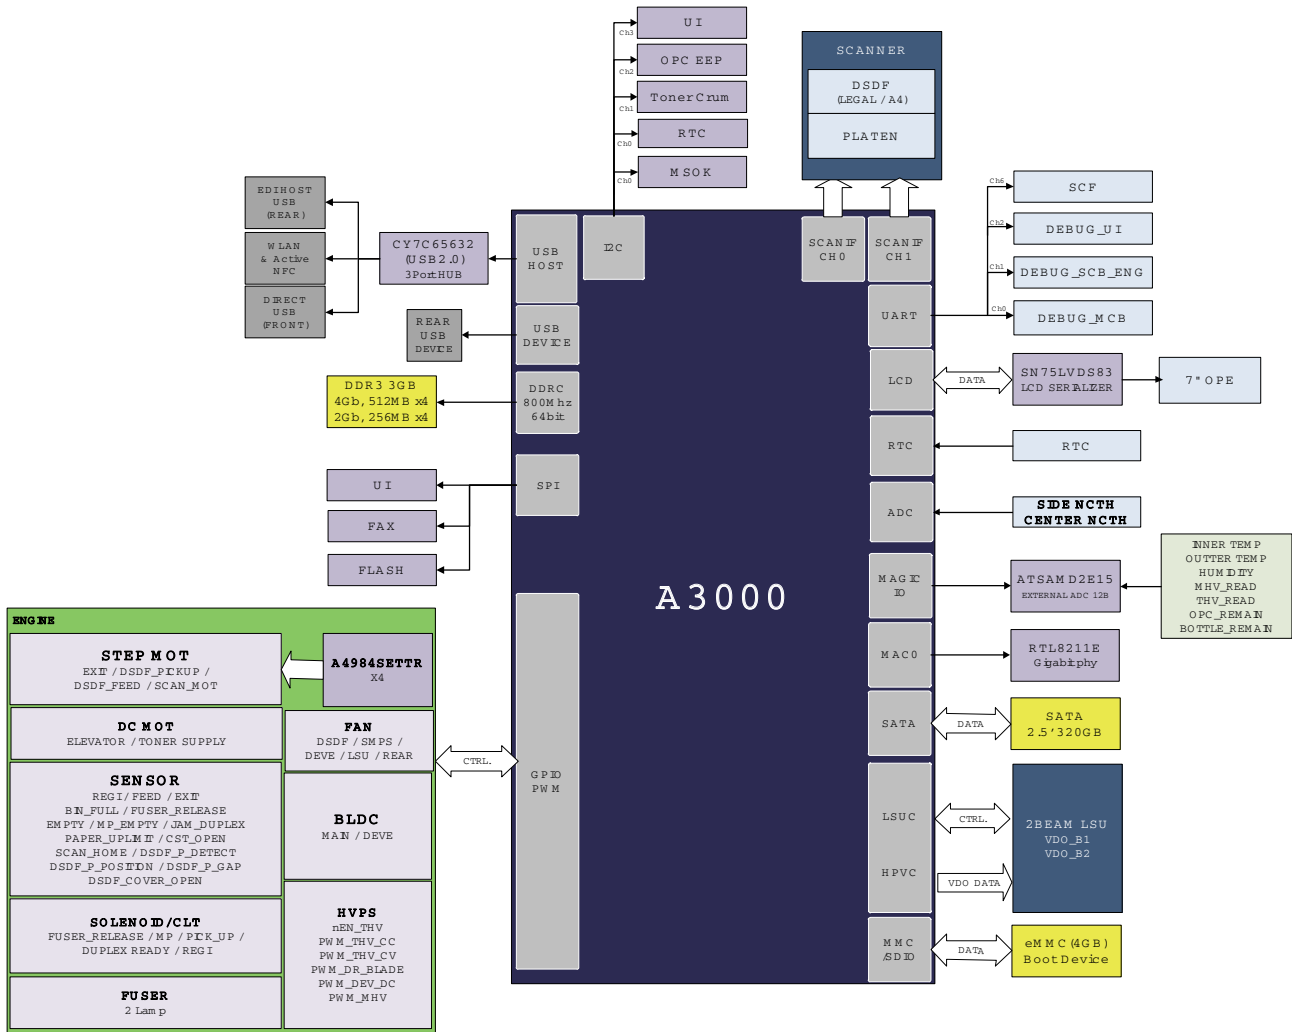 UI
Ch3
OPC EEP
Ch2
TonerCrum
Ch1
RTC
Ch0
MSOK
Ch0
SCANNER
DSDF
(LEGAL / A4)
PLATEN
EDIHOST
USB
(REAR)
WLAN
& Active
NFC
DIRECT
USB
(FRONT)
CY7C65632
(USB2.0)
3PortHUB
REAR
USB
DEVICE
DDR3 3GB
4Gb, 512MB x4
2Gb, 256MB x4
UI
FAX
FLASH
USB
HOST
I2C
USB
DEVICE
DDRC
800Mhz
64bit
SPI
GPIO
PWM
A3000
SCANIF
CH0
SCANIF
CH1
UART
LCD
RTC
ADC
MAGIC
IO
MAC0
SATA
LSUC
HPVC
MMC
/SDIO
Ch6
SCF
Ch2
DEBUG_UI
Ch1
DEBUG_SCB_ENG
Ch0
DEBUG_MCB
DATA
SN75LVDS83
LCD SERIALIZER
7" OPE
RTC
SIDE NCTH
CENTER NCTH
ATSAMD2E15
EXTERNAL ADC 12B
INNER TEMP
OUTTER TEMP
HUMIDITY
MHV_READ
THV_READ
OPC_REMAIN
BOTTLE_REMAIN
RTL8211E
Gigabitphy
DATA
SATA
2.5'320GB
CTRL.
VDO DATA
2BEAM LSU
VDO_B1
VDO_B2
DATA
eMMC (4GB)
BootDevice
ENGINE
STEP MOT
EXIT / DSDF_PICKUP /
DSDF_FEED / SCAN_MOT
A4984SETTR
X4
DC MOT
ELEVATOR / TONER SUPPLY
FAN
DSDF / SMPS /
DEVE / LSU / REAR
CTRL.
SENSOR
REGI / FEED / EXIT
BIN_FULL / FUSER_RELEASE
EMPTY / MP_EMPTY / JAM_DUPLEX
PAPER_UPLIMIT / CST_OPEN
SCAN_HOME / DSDF_P_DETECT
DSDF_P_POSITION / DSDF_P_GAP
DSDF_COVER_OPEN
BLDC
MAIN / DEVE
SOLENOID/CLT
FUSER_RELEASE / MP / PICK_UP /
DUPLEX READY / REGI
HVPS
nEN_THV
PWM_THV_CC
PWM_THV_CV
PWM_DR_BLADE
PWM_DEV_DC
PWM_MHV
FUSER
2 Lamp